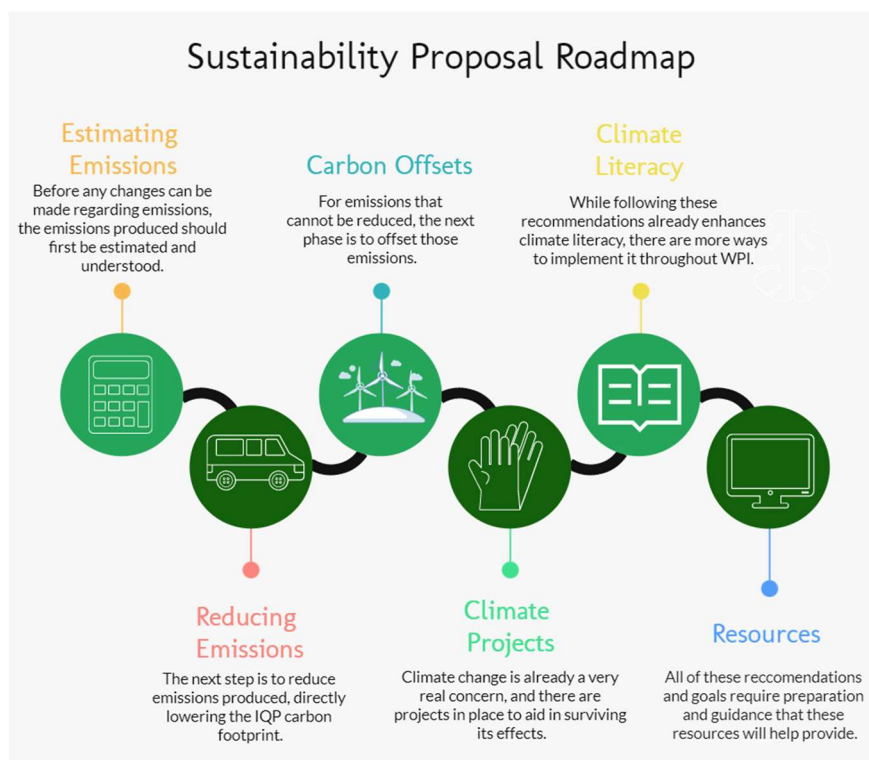 Sustainability Proposal Roadmap
Estimating
Emissions
Before any changes can be
made regarding emissions,
the emissions produced should
first be estimated and
understood.
Carbon Offsets
For emissions that
cannot be reduced, the next
phase is to offset those
emissions.
Climate
Literacy
While following these
recommendations already enhances
climate literacy, there are more ways
to implement it throughout WPI.
Reducing
Emissions
The next step is to reduce
emissions produced, directly
lowering the IQP carbon
footprint.
Climate
Projects
Climate change is already a very
real concern, and there are
projects in place to aid in surviving
its effects.
Resources
All of these reccomendations
and goals require preparation
and guidance that these
resources will help provide.